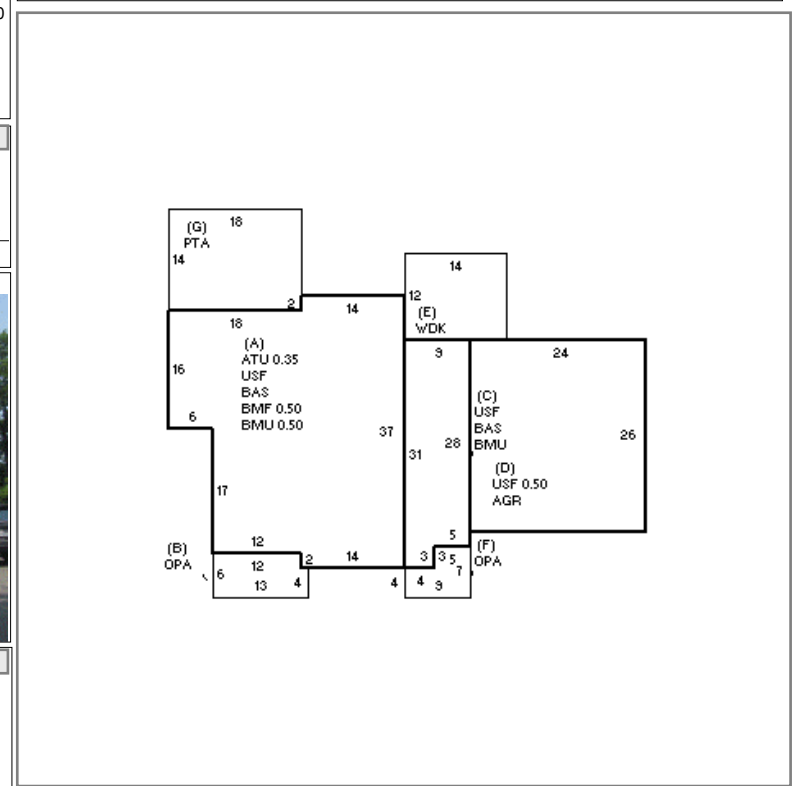 18
(G)
PTA
14
14
12
(E)
WDK
2
14
18
9
24
(A)
ATU 0.35
USF
BAS
BMF 0.50
BMU 0.50
16
6
37
31
28
(C)
USF
BAS
BMU
26
(D)
USF 0.50
AGR
17
5
12
(B)
OPA
2
14
3
3
5
(F)
OPA
12
6
13
4
4
4
7
9